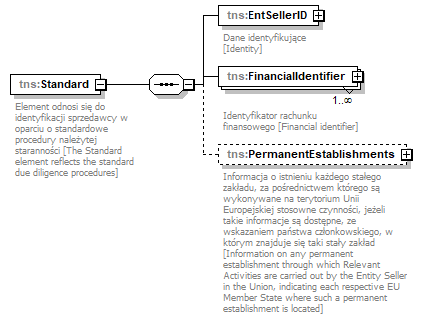 tns:EntSellerID
Dane identyfikujące
[Identity]
tns:Standard
Element odnosi się do
identyfikacji sprzedawcy w
oparciu o standardowe
procedury należytej
staranności [The Standard
element reflects the standard
due diligence procedures]
tns:FinancialIdentifier
1..∞
Identyfikator rachunku
finansowego [Financial identifier]
tns:PermanentEstablishments
Informacja o istnieniu każdego stałego
zakładu, za pośrednictwem którego są
wykonywane na terytorium Unii
Europejskiej stosowne czynności, jeżeli
takie informacje są dostępne, ze
wskazaniem państwa członkowskiego, w
którym znajduje się taki stały zakład
[Information on any permanent
establishment through which Relevant
Activities are carried out by the Entity Seller
in the Union, indicating each respective EU
Member State where such a permanent
establishment is located]